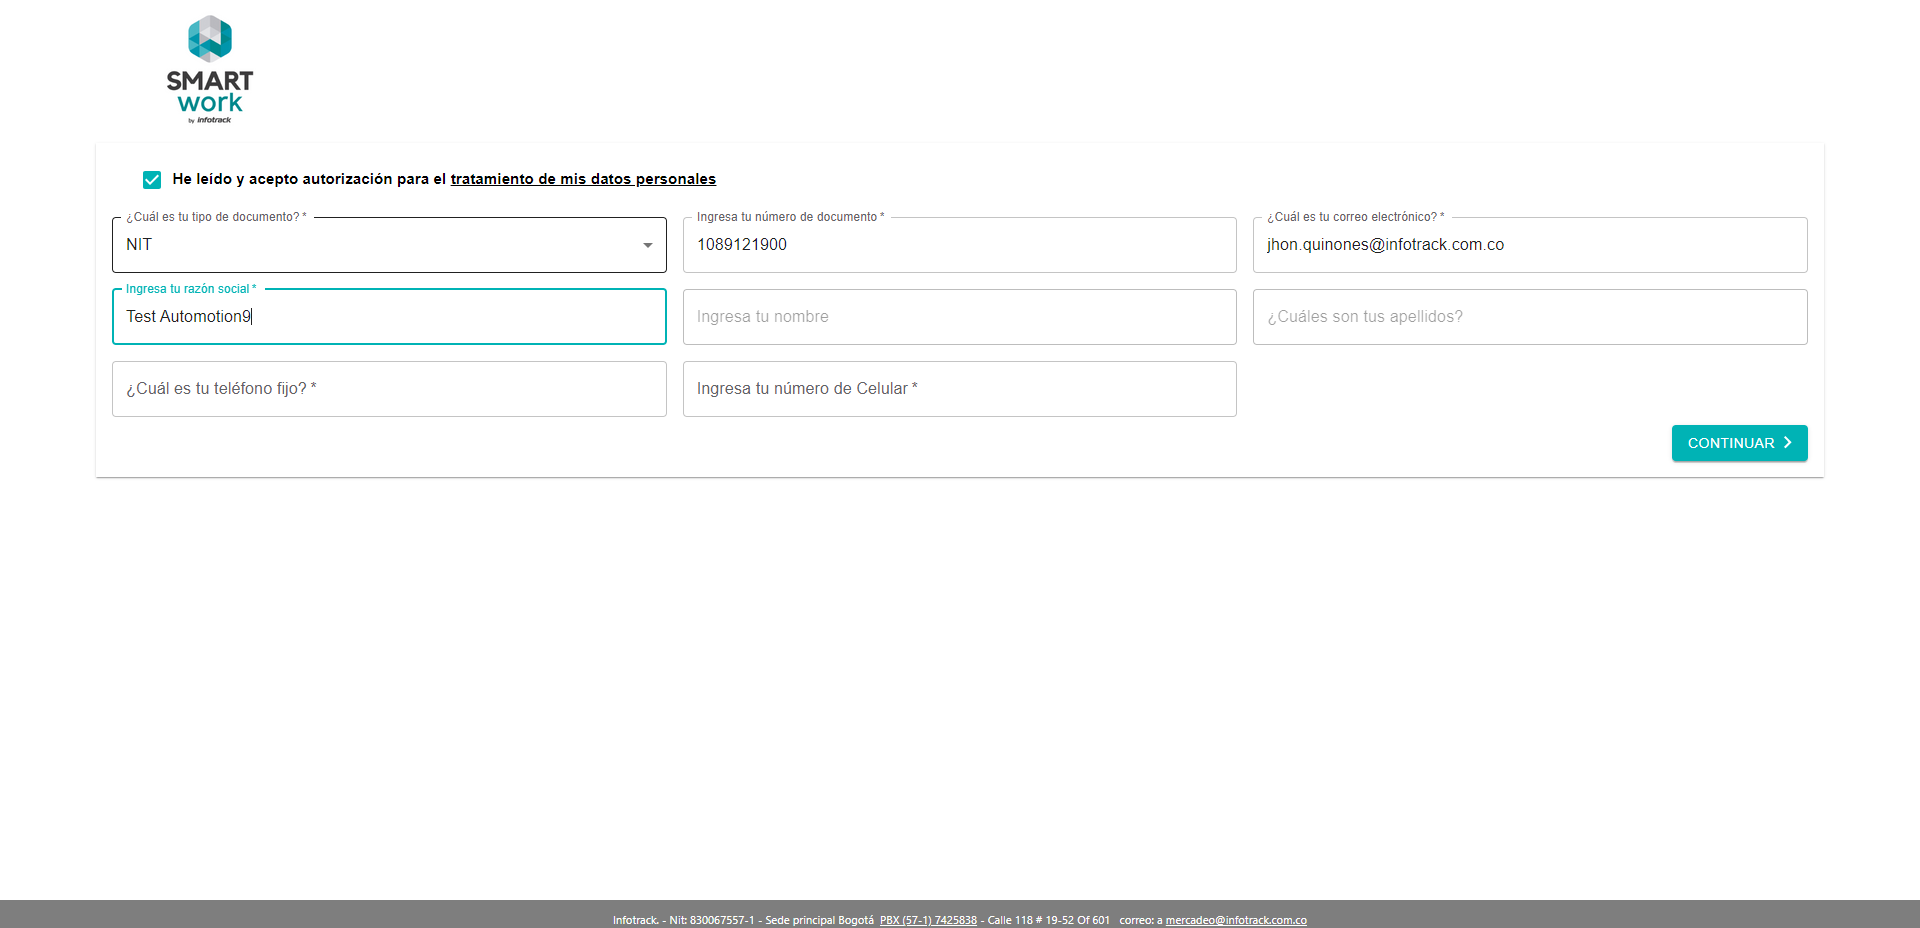 SMART
work
by infotrack
He leído y acepto autorización para el tratamiento de mis datos personales
¿Cuál es tu tipo de documento? *
NIT
Ingresa tu número de documento *
1089121900
¿Cuál es tu correo electrónico? *
jhon.quinones@infotrack.com.co
Ingresa tu razón social *
Test Automotion9
Ingresa tu nombre
¿Cuáles son tus apellidos?
¿Cuál es tu teléfono fijo? *
Ingresa tu número de Celular *
CONTINUAR
Infotrack. - Nit: 830067557-1 - Sede principal Bogotá PBX (57-1) 7425838 - Calle 118 # 19-52 Of 601 correo: a mercadeo@infotrack.com.co